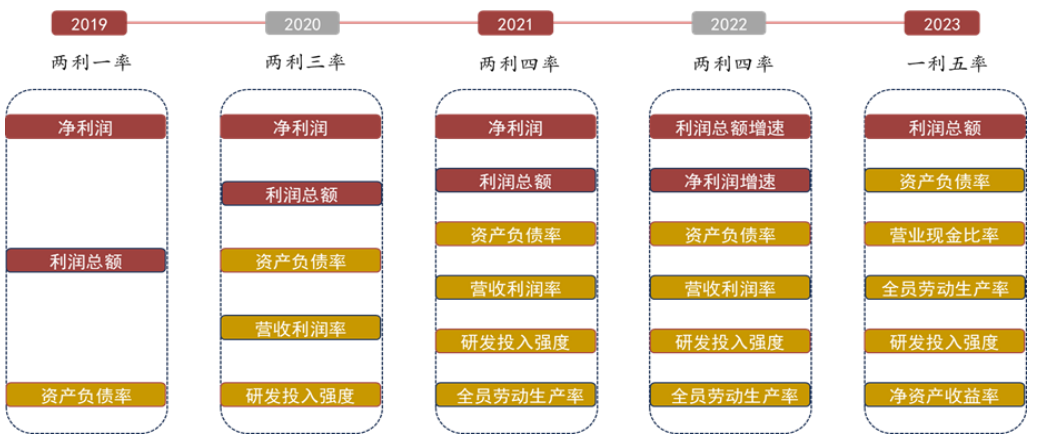 2019
2020
2021
2022
2023
两利一率
两利三率
两利四率
两利四率
一利五率
净利润
利润总额
资产负债率
净利润
利润总额
资产负债率
营收利润率
研发投入强度
净利润
利润总额
资产负债率
营收利润率
研发投入强度
全员劳动生产率
利润总额增速
净利润增速
资产负债率
营收利润率
研发投入强度
全员劳动生产率
利润总额
资产负债率
营业现金比率
全员劳动生产率
研发投入强度
净资产收益率